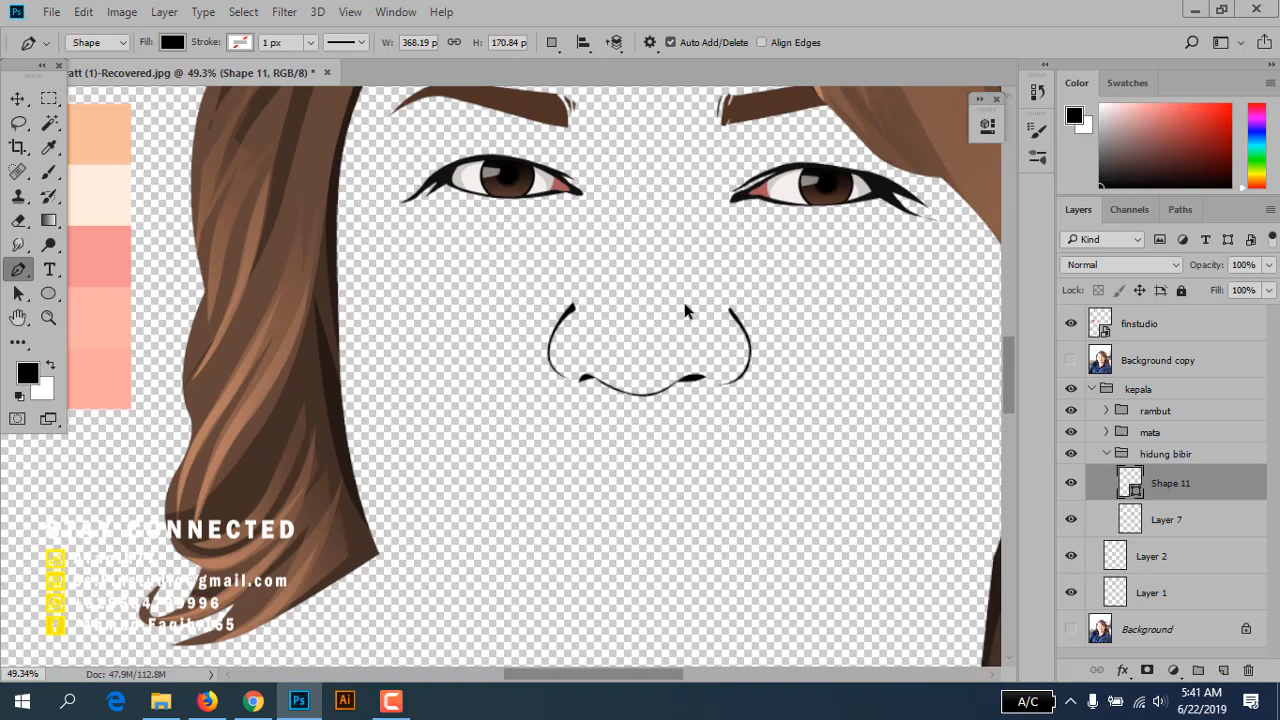 Ps File Edit Image Layer Type Select Filter 3D View Window Help
Shape Fill: Stroke: 1 px W: 368.19 p H: 170.84 p Auto Add/Delete Align Edges
att (1)-Recovered.jpg @ 49.3% (Shape 11, RGB/8) *
Color Swatches
Layers Channels Paths
Kind
Normal Opacity: 100%
Lock: Fill: 100%
finstudio
Background copy
kepala
rambut
mata
hidung bibir
Shape 11
Layer 7
Layer 2
Layer 1
Background
STAY CONNECTED
@gmail.com
49.34% Doc: 47.9M/112.8M
Ps Ai A/C 5:41 AM
6/22/2019